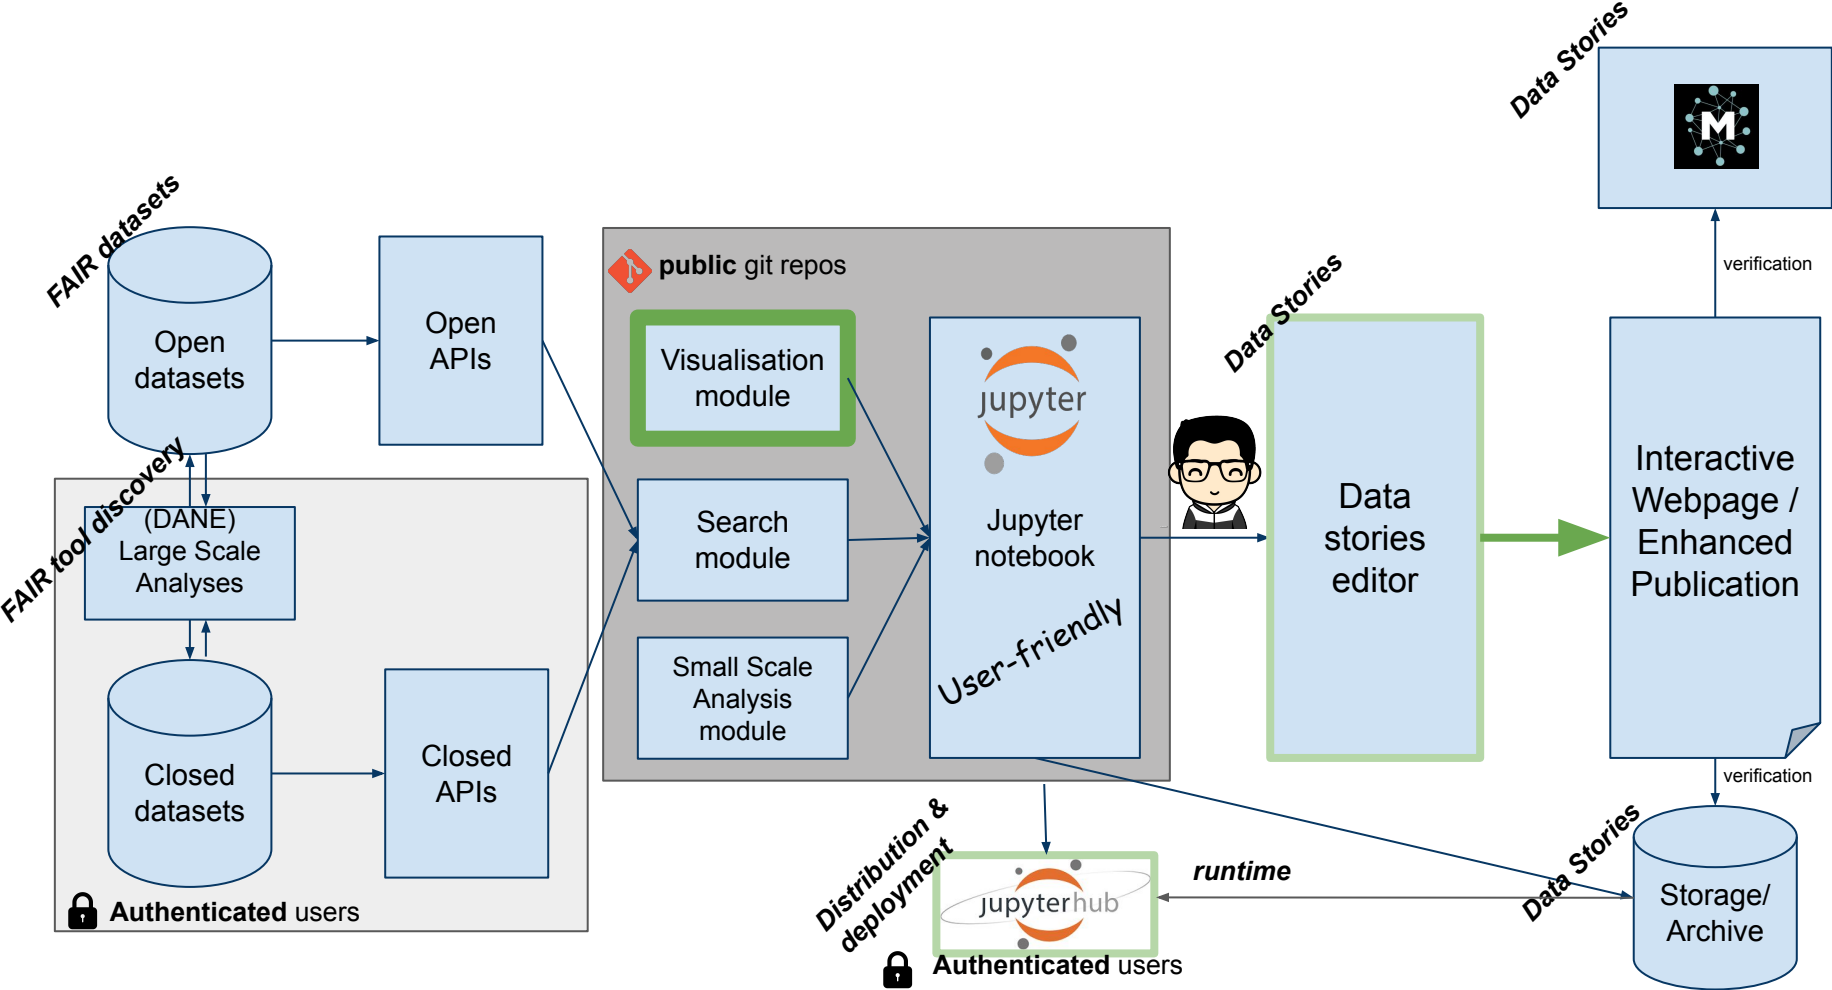 Data Stories
M
verification
FAIR datasets
Open
datasets
Open
APIs
public git repos
Visualisation
module
jupyter
Data Stories
Search
module
Jupyter
notebook
User-friendly
Small Scale
Analysis
module
Data
stories
editor
Interactive
Webpage /
Enhanced
Publication
FAIR tool discovery
(DANE)
Large Scale
Analyses
Closed
datasets
Closed
APIs
Authenticated users
verification
Distribution &
deployment
jupyterhub
runtime
Authenticated users
Data Stories
Storage/
Archive